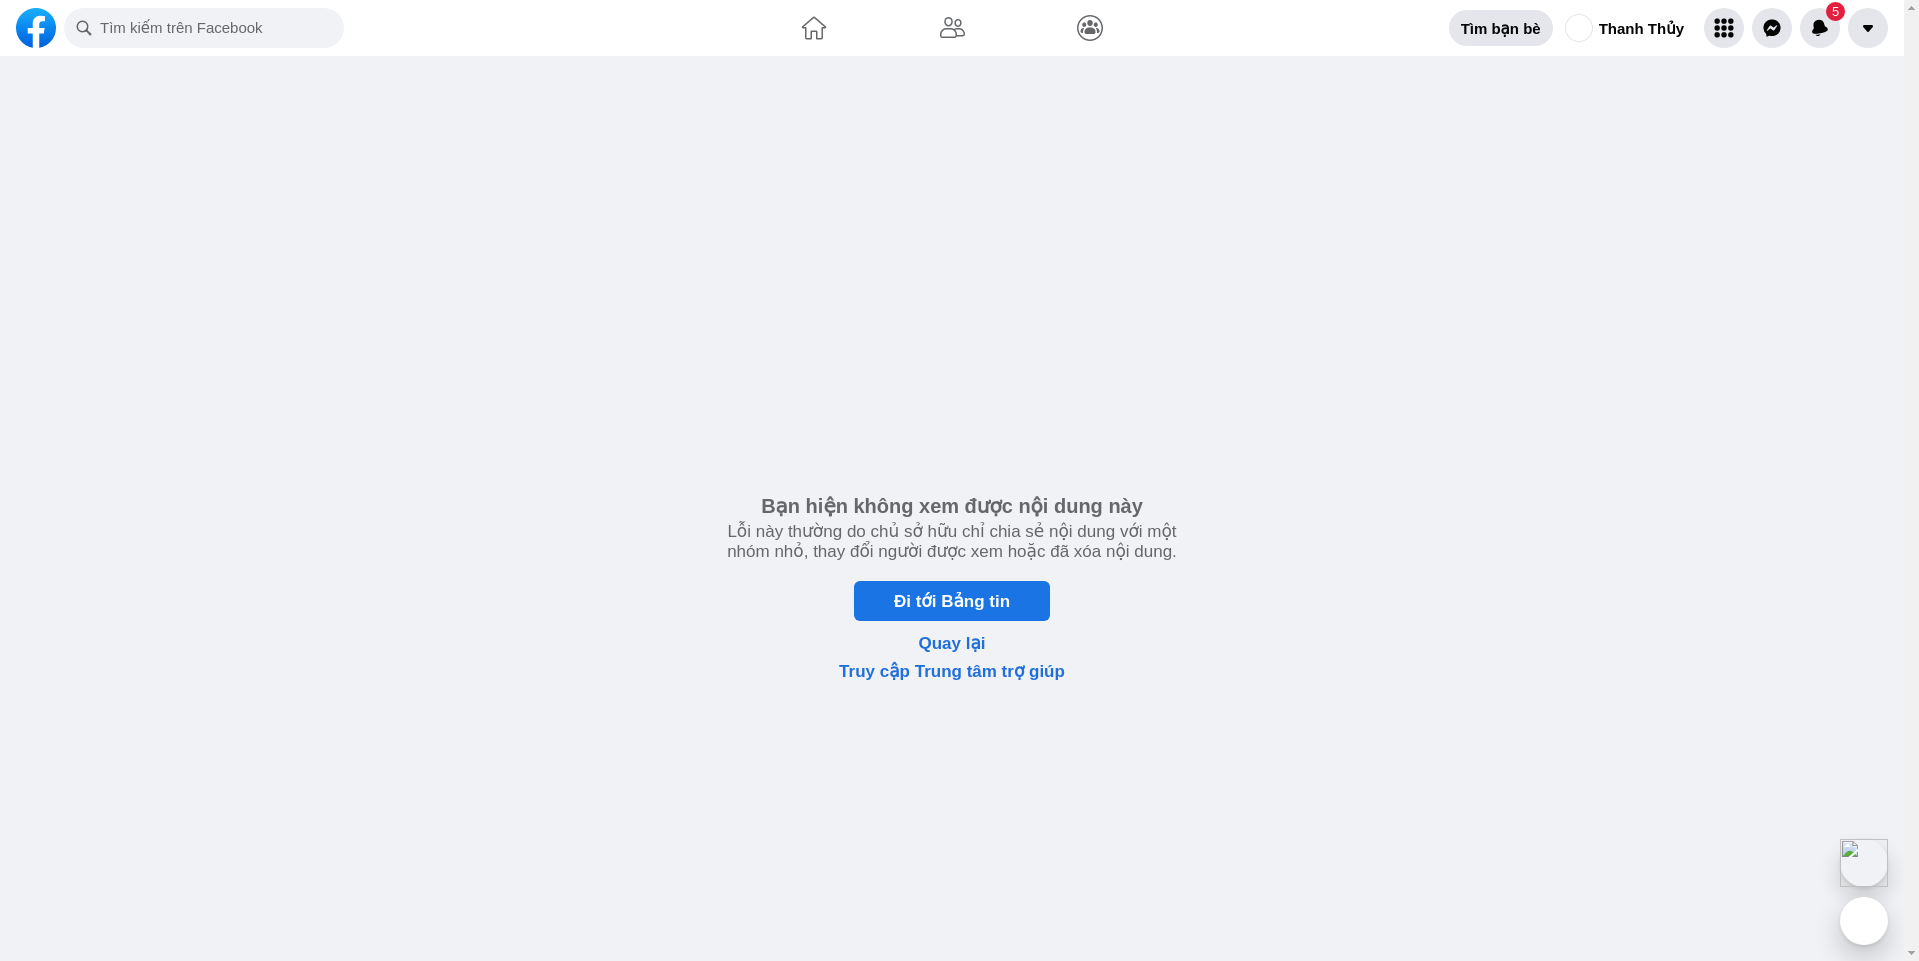 Tìm kiếm trên Facebook
Tìm bạn bè
Thanh Thủy
5
Bạn hiện không xem được nội dung này
Lỗi này thường do chủ sở hữu chỉ chia sẻ nội dung với một
nhóm nhỏ, thay đổi người được xem hoặc đã xóa nội dung.
Đi tới Bảng tin
Quay lại
Truy cập Trung tâm trợ giúp